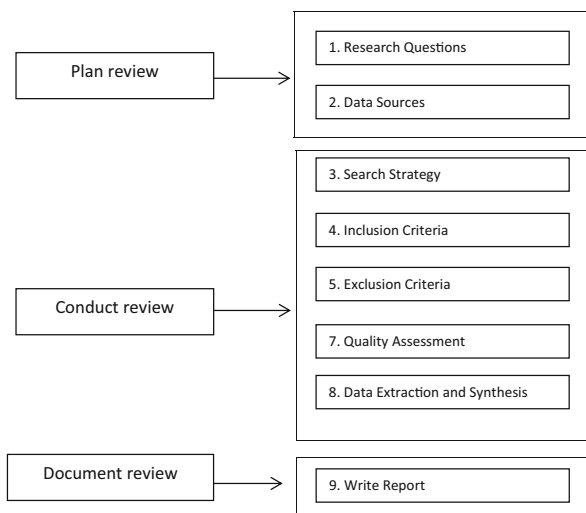 Plan review
1. Research Questions
2. Data Sources
Conduct review
3. Search Strategy
4. Inclusion Criteria
5. Exclusion Criteria
7. Quality Assessment
8. Data Extraction and Synthesis
Document review
9. Write Report